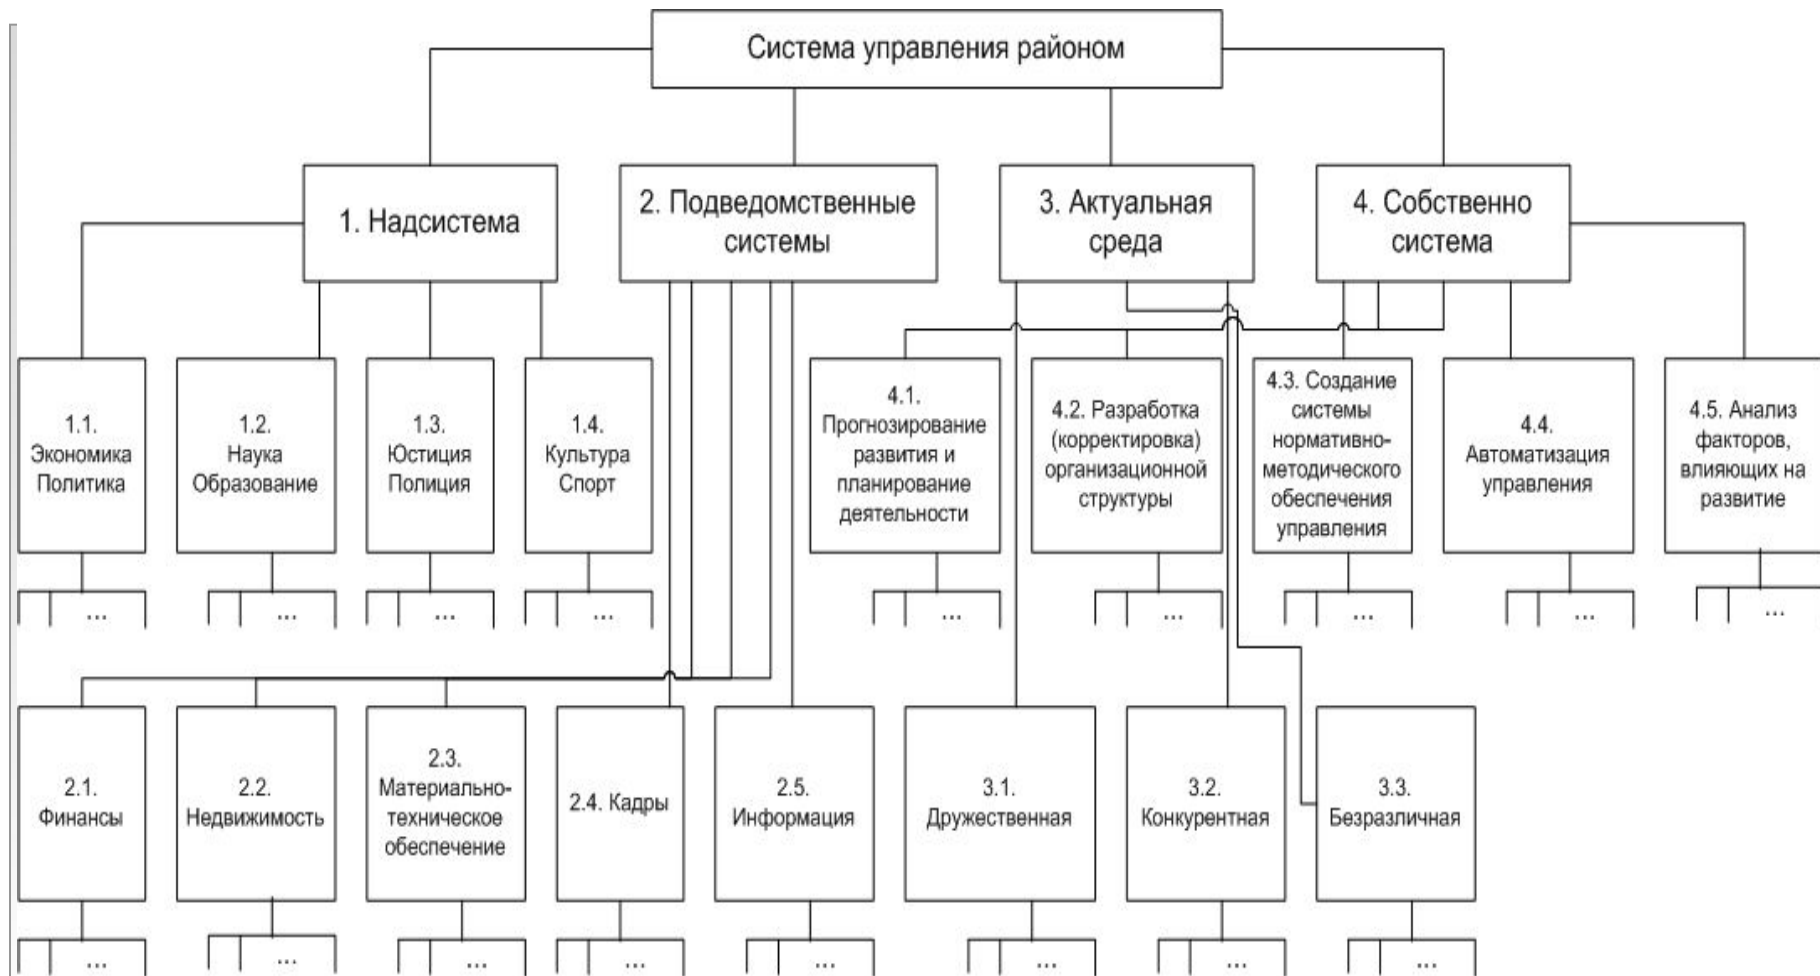 Система управления районом
1. Надсистема
2. Подведомственные
системы
3. Актуальная
среда
4. Собственно
система
1.1.
Экономика
Политика
1.2.
Наука
Образование
1.3.
Юстиция
Полиция
1.4.
Культура
Спорт
4.1.
Прогнозирование
развития и
планирование
деятельности
4.2. Разработка
(корректировка)
организационной
структуры
4.3. Создание
системы
нормативно-
методического
обеспечения
управления
4.4.
Автоматизация
управления
4.5. Анализ
факторов,
влияющих на
развитие
...
...
...
...
...
...
...
...
...
2.1.
Финансы
2.2.
Недвижимость
2.3.
Материально-
техническое
обеспечение
2.4. Кадры
2.5.
Информация
3.1.
Дружественная
3.2.
Конкурентная
3.3.
Безразличная
...
...
...
...
...
...
...
...